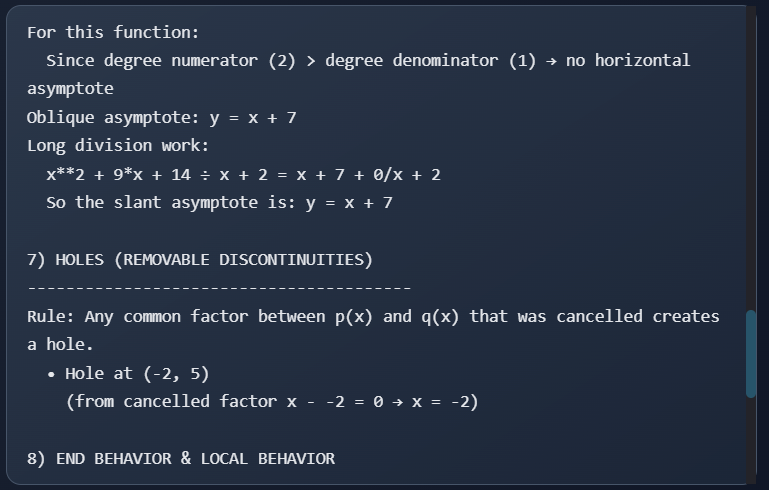 For this function:
  Since degree numerator (2) > degree denominator (1) → no horizontal
asymptote
Oblique asymptote: y = x + 7
Long division work:
  x**2 + 9*x + 14 ÷ x + 2 = x + 7 + 0/x + 2
  So the slant asymptote is: y = x + 7

7) HOLES (REMOVABLE DISCONTINUITIES)
----------------------------------------
Rule: Any common factor between p(x) and q(x) that was cancelled creates
a hole.
  • Hole at (-2, 5)
    (from cancelled factor x - -2 = 0 → x = -2)

8) END BEHAVIOR & LOCAL BEHAVIOR